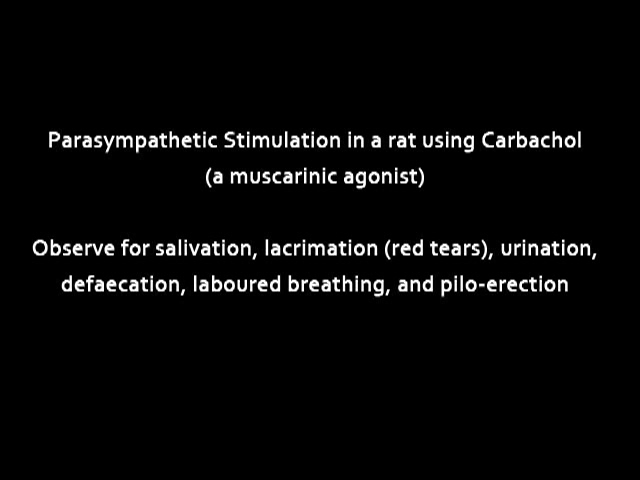 Parasympathetic Stimulation in a rat using Carbachol
(a muscarinic agonist)
Observe for salivation, lacrimation (red tears), urination,
defaecation, laboured breathing, and pilo-erection